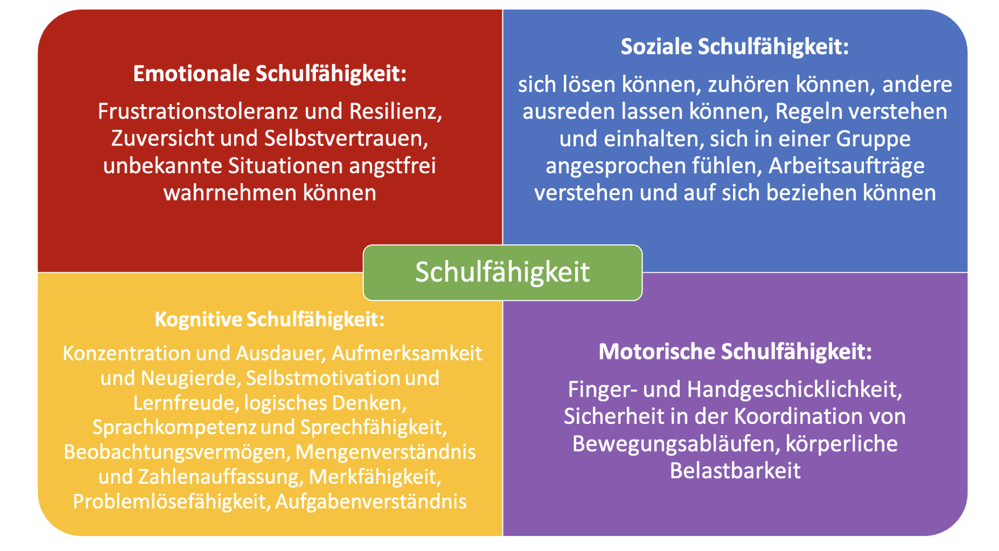 Emotionale Schulfähigkeit:
Frustrationstoleranz und Resilienz,
Zuversicht und Selbstvertrauen,
unbekannte Situationen angstfrei
wahrnehmen können
Soziale Schulfähigkeit:
sich lösen können, zuhören können, andere
ausreden lassen können, Regeln verstehen
und einhalten, sich in einer Gruppe
angesprochen fühlen, Arbeitsaufträge
verstehen und auf sich beziehen können
Schulfähigkeit
Kognitive Schulfähigkeit:
Konzentration und Ausdauer, Aufmerksamkeit
und Neugierde, Selbstmotivation und
Lernfreude, logisches Denken,
Sprachkompetenz und Sprechfähigkeit,
Beobachtungsvermögen, Mengenverständnis
und Zahlenauffassung, Merkfähigkeit,
Problemlösefähigkeit, Aufgabenverständnis
Motorische Schulfähigkeit:
Finger- und Handgeschicklichkeit,
Sicherheit in der Koordination von
Bewegungsabläufen, körperliche
Belastbarkeit